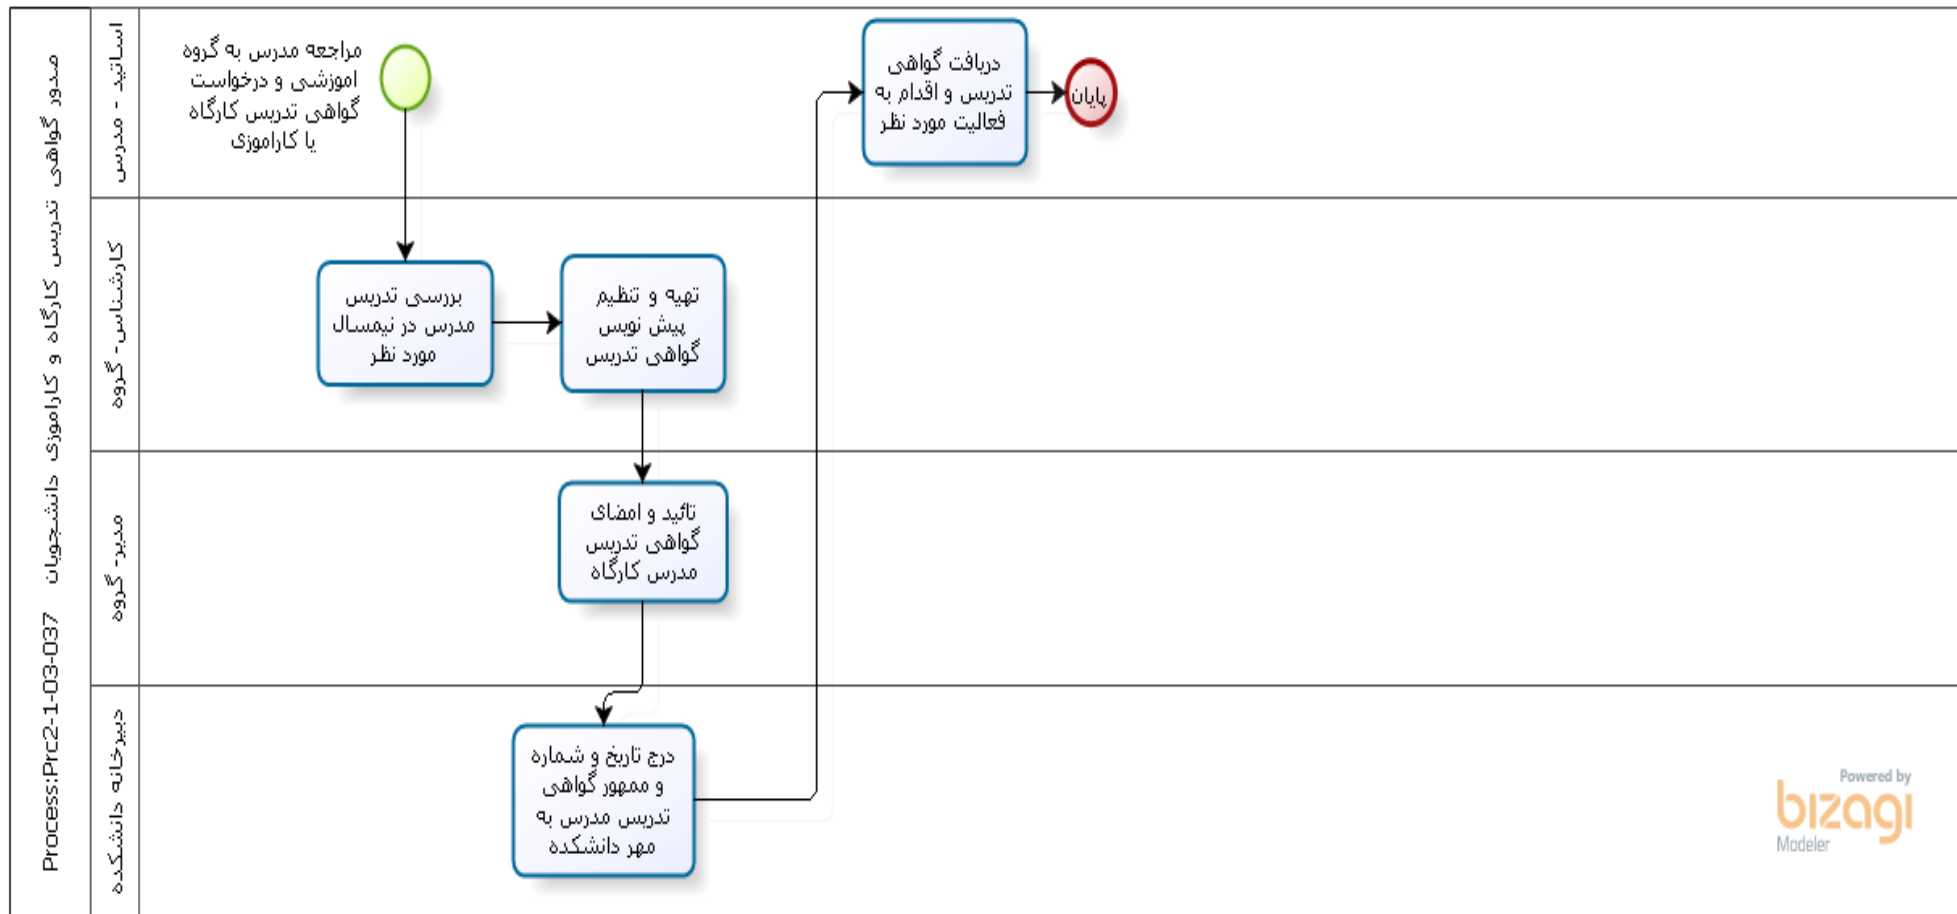 صدور گواهی تدریس کارگاه و کاراموزی دانشجویان
Process:Prc2-1-03-037
اساتید - مدرس
مراجعه مدرس به گروه
اموزشی و درخواست
گواهی تدریس کارگاه
یا کاراموزی
دریافت گواهی
تدریس و اقدام به
فعالیت مورد نظر
پایان
کارشناس- گروه
بررسی تدریس
مدرس در نیمسال
مورد نظر
تهیه و تنظیم
پیش نویس
گواهی تدریس
مدیر- گروه
تائید و امضای
گواهی تدریس
مدرس کارگاه
دبیرخانه دانشکده
درج تاریخ و شماره
و ممهور گواهی
تدریس مدرس به
مهر دانشکده
Powered by
bizagi
Modeler